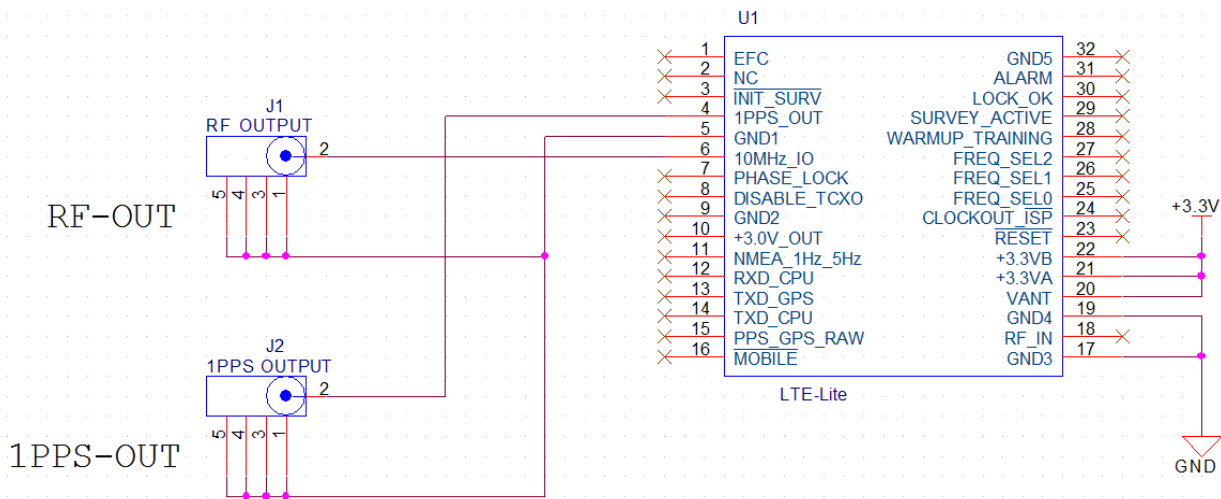 U1
1
EFC
GND5
32
2
NC
ALARM
31
3
INIT_SURV
LOCK_OK
30
4
1PPS_OUT
SURVEY_ACTIVE
29
5
GND1
WARMUP_TRAINING
28
6
10MHz_IO
FREQ_SEL2
27
7
PHASE_LOCK
FREQ_SEL1
26
8
DISABLE_TCXO
FREQ_SEL0
25
9
GND2
CLOCKOUT_ISP
24
10
+3.0V_OUT
RESET
23
11
NMEA_1Hz_5Hz
+3.3VB
22
12
RXD_CPU
+3.3VA
21
13
TXD_GPS
VANT
20
14
TXD_CPU
GND4
19
15
PPS_GPS_RAW
RF_IN
18
16
MOBILE
GND3
17
LTE-Lite
+3.3V
GND
J1
RF OUTPUT
2
5
4
3
1
RF-OUT
J2
1PPS OUTPUT
2
5
4
3
1
1PPS-OUT